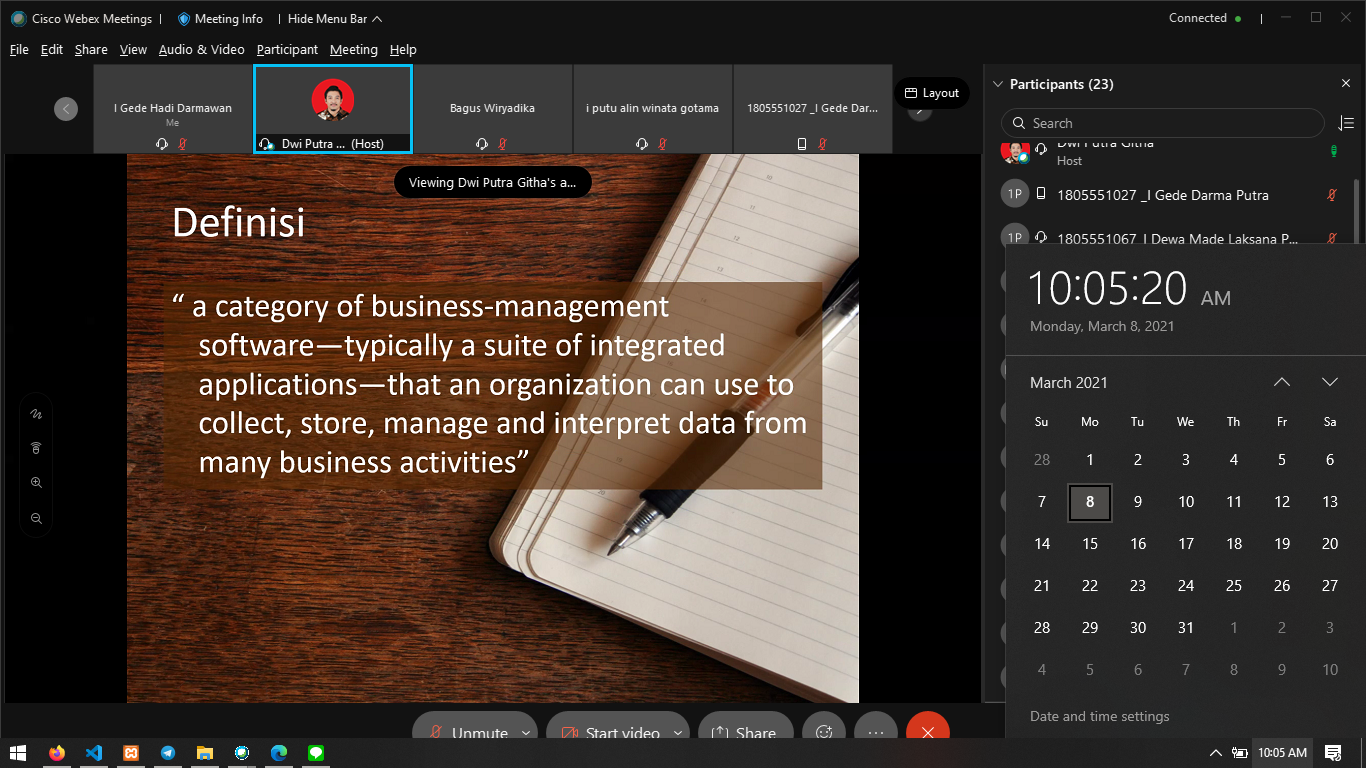 Cisco Webex Meetings | Meeting Info | Hide Menu Bar
Connected
File Edit Share View Audio & Video Participant Meeting Help
I Gede Hadi Darmawan
Me
Dwi Putra ... (Host)
Bagus Wiryadika
i putu alin winata gotama
1805551027 _I Gede Dar...
Layout
Viewing Dwi Putra Githa's a...
Definisi
“ a category of business-management
software—typically a suite of integrated
applications—that an organization can use to
collect, store, manage and interpret data from
many business activities”
Participants (23)
Search
Dwi Putra Githa
Host
1P 1805551027 _I Gede Darma Putra
1P 1805551067_I Dewa Made Laksana P...
10:05:20 AM
Monday, March 8, 2021
March 2021
Su Mo Tu We Th Fr Sa
28 1 2 3 4 5 6
7 8 9 10 11 12 13
14 15 16 17 18 19 20
21 22 23 24 25 26 27
28 29 30 31 1 2 3
4 5 6 7 8 9 10
Date and time settings
Unmute Start video Share
10:05 AM